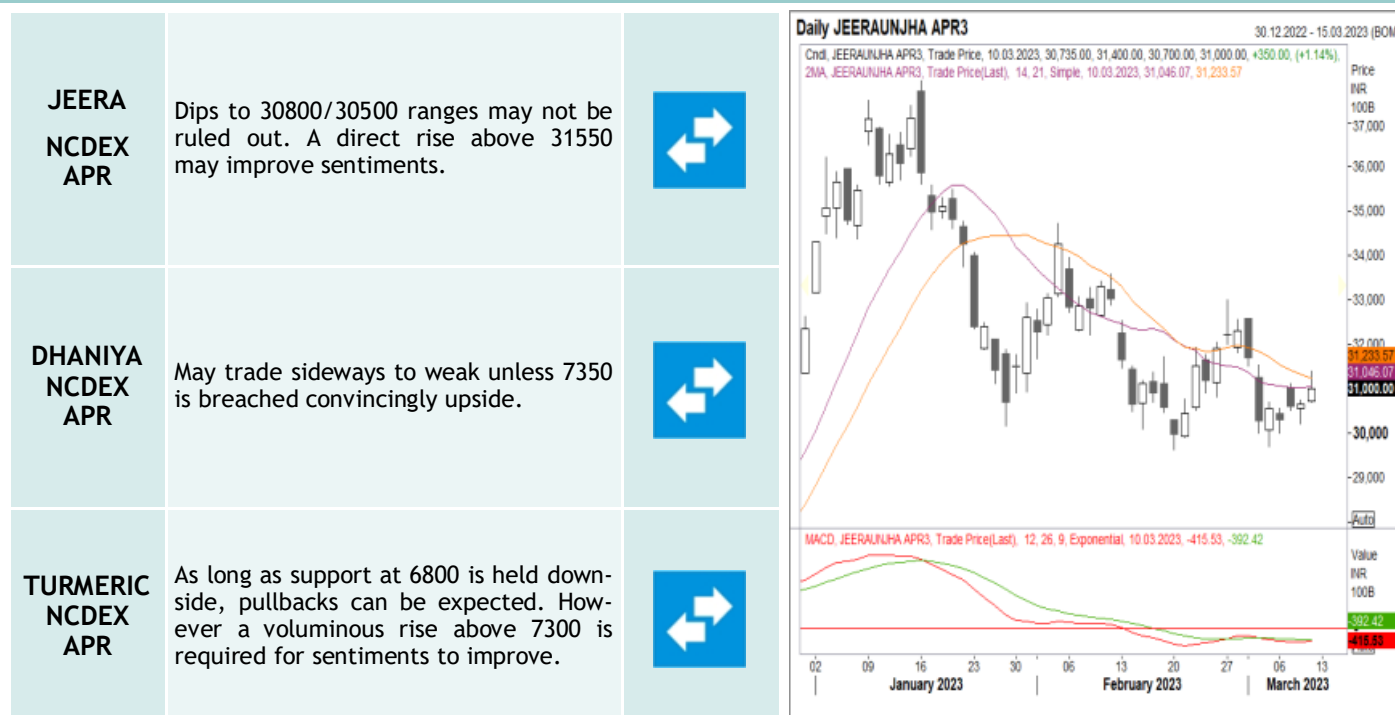 JEERA
NCDEX
APR
Dips to 30800/30500 ranges may not be
ruled out. A direct rise above 31550
may improve sentiments.
DHANIYA
NCDEX
APR
May trade sideways to weak unless 7350
is breached convincingly upside.
TURMERIC
NCDEX
APR
As long as support at 6800 is held down-
side, pullbacks can be expected. How-
ever a voluminous rise above 7300 is
required for sentiments to improve.
Daily JEERAUNJHA APR3
30.12.2022 - 15.03.2023 (BOM
Cndl, JEERAUNJHA APR3, Trade Price, 10.03.2023, 30,735.00, 31,400.00, 30,700.00, 31,000.00, +350.00, (+1.14%),
2MA, JEERAUNJHA APR3, Trade Price(Last), 14, 21, Simple, 10.03.2023, 31,046.07, 31,233.57
Price
INR
100B
37,000
36,000
35,000
34,000
33,000
32,000
31,233.57
31,046.07
31,000.00
30,000
29,000
Auto
MACD, JEERAUNJHA APR3, Trade Price(Last), 12, 26, 9, Exponential, 10.03.2023, -415.53, -392.42
Value
INR
100B
-392.42
-415.53
02 09 16 23 30 06 13 20 27 06 13
January 2023 February 2023 March 2023